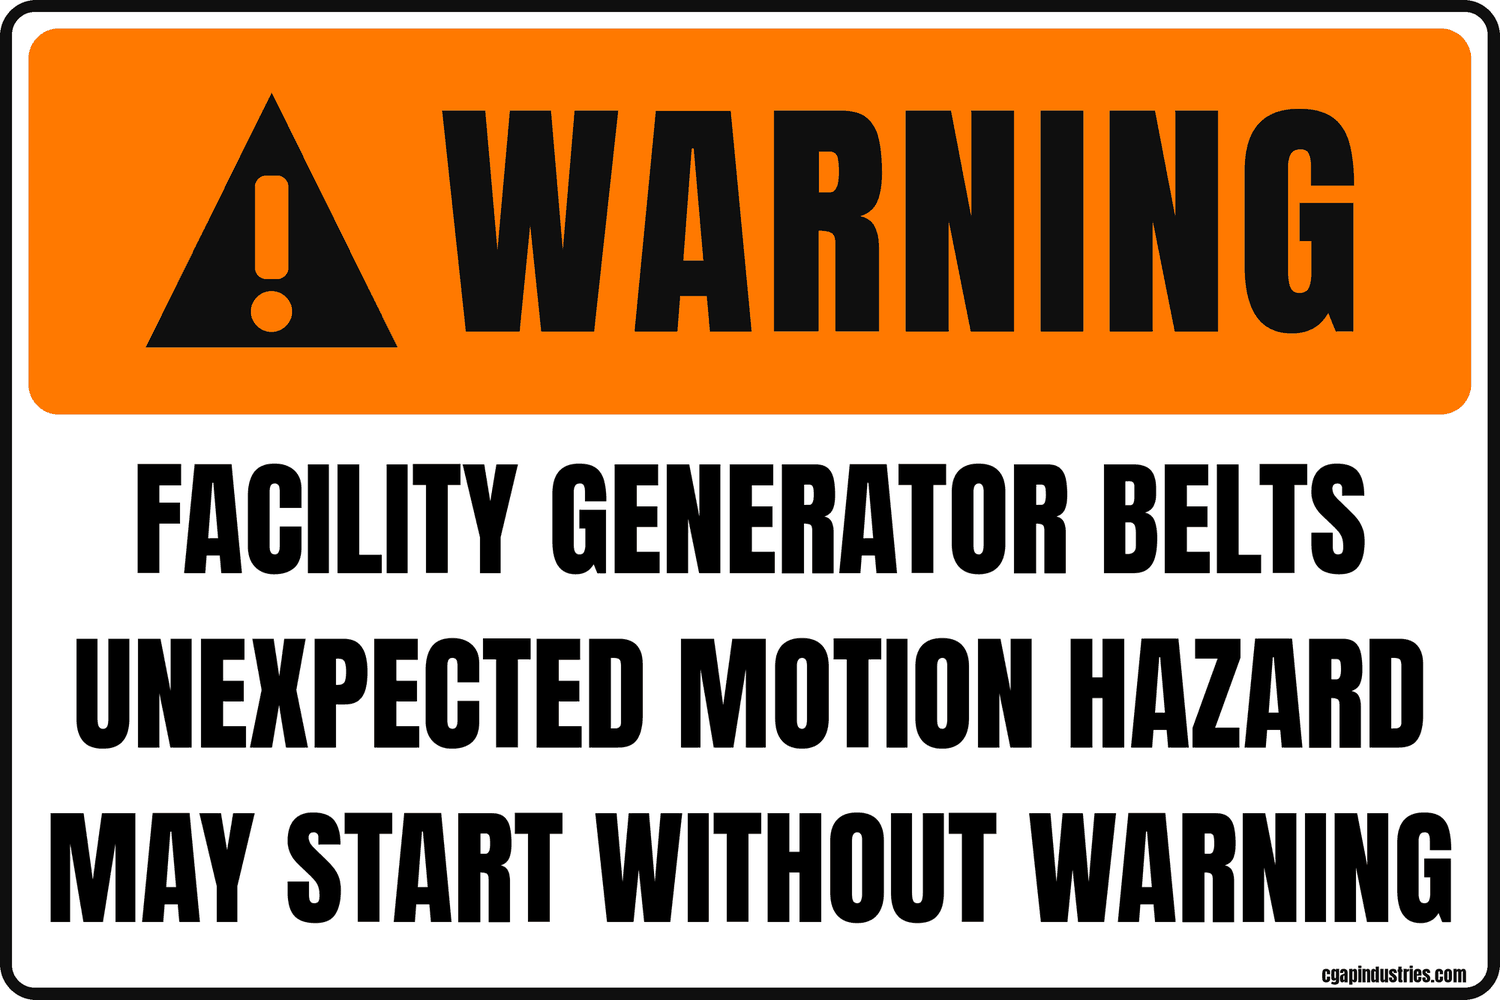 WARNING
FACILITY GENERATOR BELTS
UNEXPECTED MOTION HAZARD
MAY START WITHOUT WARNING
cgapindustries.com